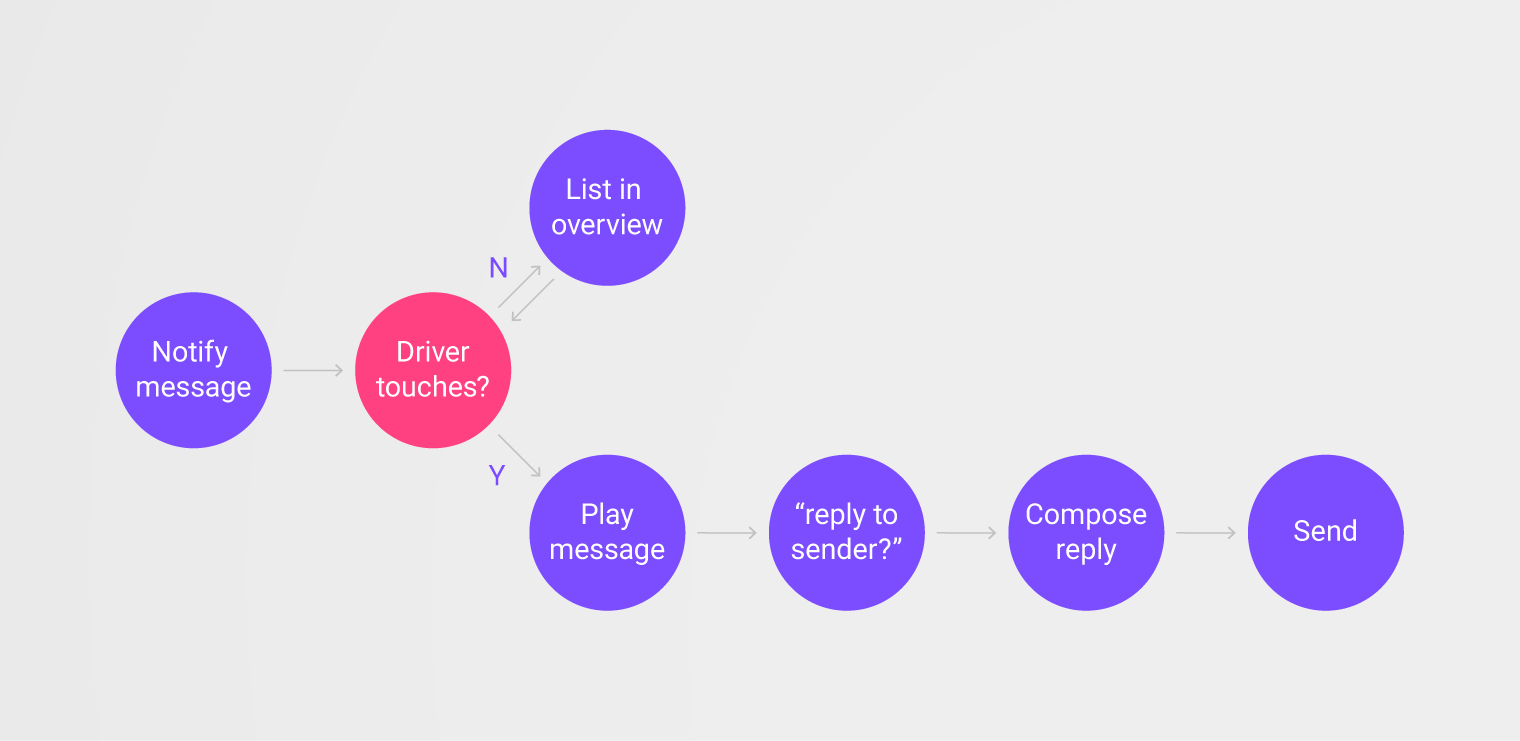 List in
overview
N
Notify
message
Driver
touches?
Y
Play
message
“reply to
sender?”
Compose
reply
Send